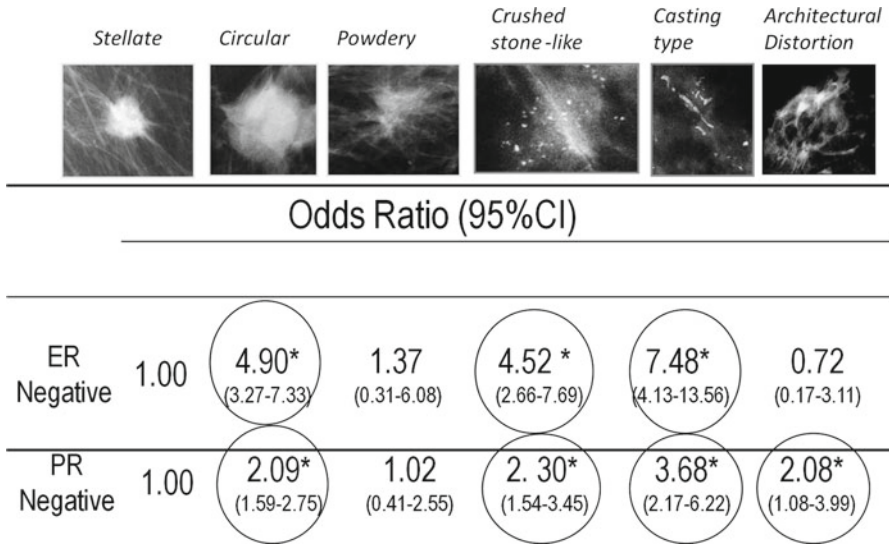 Stellate Circular Powdery Crushed stone -like Casting type Architectural Distortion
Odds Ratio (95%CI)
ER Negative 1.00 4.90* 1.37 4.52 * 7.48* 0.72
(3.27-7.33) (0.31-6.08) (2.66-7.69) (4.13-13.56) (0.17-3.11)
PR Negative 1.00 2.09* 1.02 2. 30* 3.68* 2.08*
(1.59-2.75) (0.41-2.55) (1.54-3.45) (2.17-6.22) (1.08-3.99)